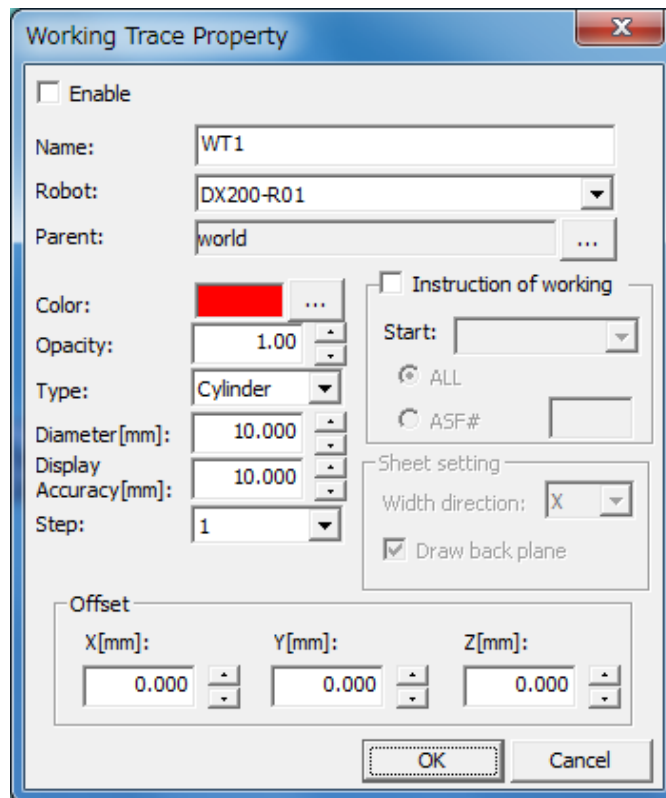 Working Trace Property
Enable
Name: WT1
Robot: DX200-R01
Parent: world ...
Color: ...
Opacity: 1.00
Type: Cylinder
Diameter[mm]: 10.000
Display
Accuracy[mm]: 10.000
Step: 1
Instruction of working
Start:
ALL
ASF#
Sheet setting
Width direction: X
Draw back plane
Offset
X[mm]: Y[mm]: Z[mm]:
0.000 0.000 0.000
OK Cancel